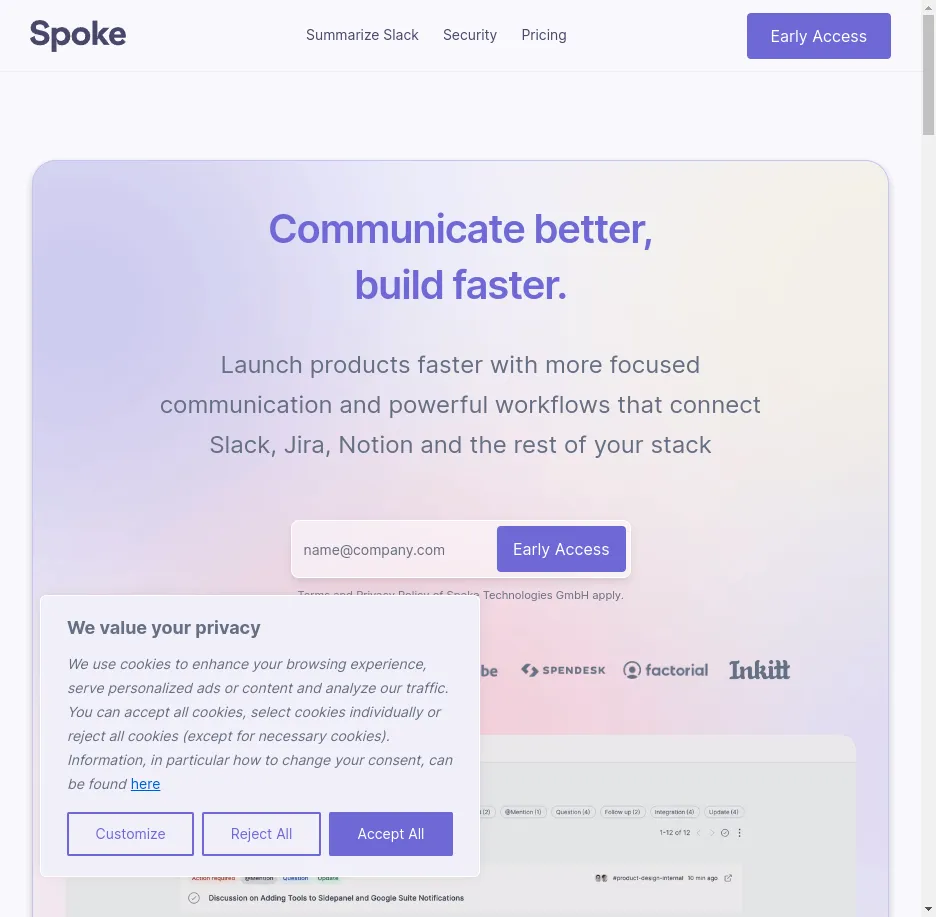 Spoke
Summarize Slack
Security
Pricing
Early Access
Communicate better,
build faster.
Launch products faster with more focused
communication and powerful workflows that connect
Slack, Jira, Notion and the rest of your stack
name@company.com
Early Access
Terms and Privacy Policy of Spoke Technologies GmbH apply.
be
SPENDESK
factorial
Inkitt
We value your privacy
We use cookies to enhance your browsing experience,
serve personalized ads or content and analyze our traffic.
You can accept all cookies, select cookies individually or
reject all cookies (except for necessary cookies).
Information, in particular how to change your consent, can
be found here
Customize
Reject All
Accept All
@Mention (1)
Question (4)
Follow up (2)
Integration (4)
Update (4)
1-12 of 12
Action required
@Mention
Question
Update
#product-design-internal
10 min ago
Discussion on Adding Tools to Sidepanel and Google Suite Notifications